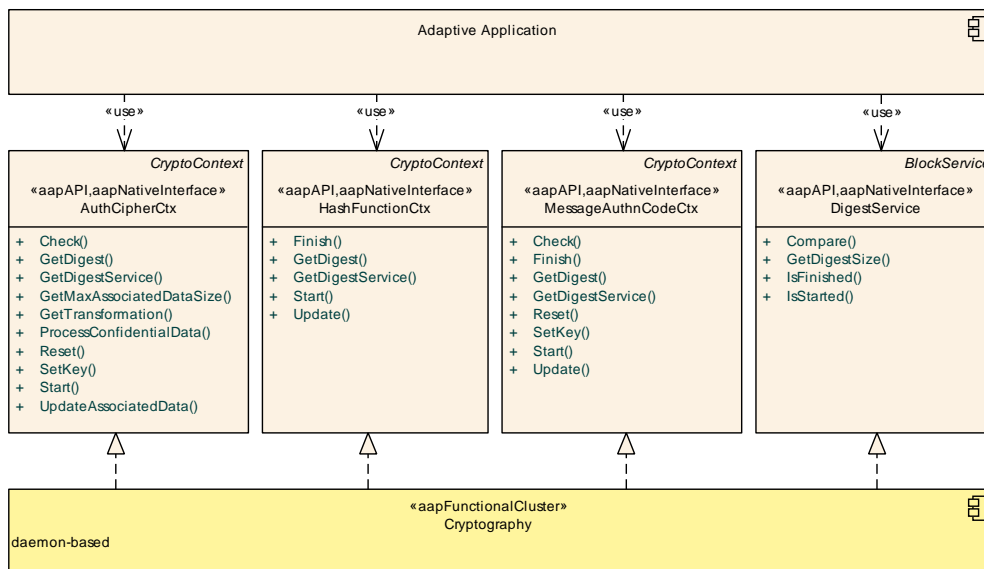 Adaptive Application
«use»
«use»
«use»
«use»
CryptoContext
«aapAPI,aapNativeInterface»
AuthCipherCtx
+ Check()
+ GetDigest()
+ GetDigestService()
+ GetMaxAssociatedDataSize()
+ GetTransformation()
+ ProcessConfidentialData()
+ Reset()
+ SetKey()
+ Start()
+ UpdateAssociatedData()
CryptoContext
«aapAPI,aapNativeInterface»
HashFunctionCtx
+ Finish()
+ GetDigest()
+ GetDigestService()
+ Start()
+ Update()
CryptoContext
«aapAPI,aapNativeInterface»
MessageAuthnCodeCtx
+ Check()
+ Finish()
+ GetDigest()
+ GetDigestService()
+ Reset()
+ SetKey()
+ Start()
+ Update()
BlockService
«aapAPI,aapNativeInterface»
DigestService
+ Compare()
+ GetDigestSize()
+ IsFinished()
+ IsStarted()
«aapFunctionalCluster»
Cryptography
daemon-based